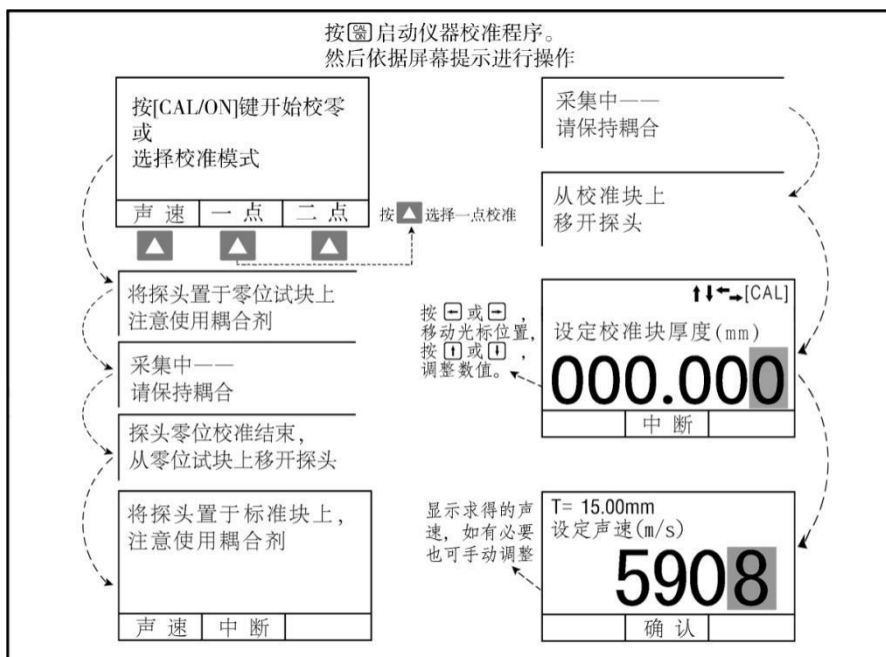 按[CAL/ON]启动仪器校准程序。
然后依据屏幕提示进行操作
按[CAL/ON]键开始校零
或
选择校准模式
声速 一点 二点
按▲选择一点校准
将探头置于零位试块上
注意使用耦合剂
采集中——
请保持耦合
探头零位校准结束，
从零位试块上移开探头
将探头置于标准块上，
注意使用耦合剂
声速 中断
采集中——
请保持耦合
从校准块上
移开探头
按←或→，
移动光标位置，
按↑或↓，
调整数值。
↑↓←→[CAL]
设定校准块厚度(mm)
000.000
中断
显示求得的声
速，如有必要
也可手动调整
T= 15.00mm
设定声速(m/s)
5908
确认